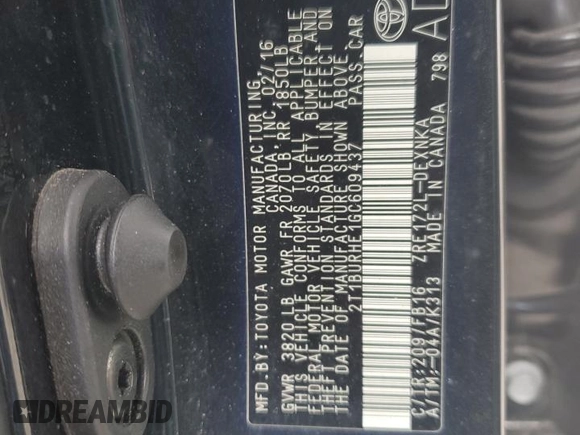 MFD.BY:TOYOTA MOTOR MANUFACTURING,
CANADA, INC. 02/16
GVWR 3820 LB GAWR FR 2070LB RR 1850LB
THIS VEHICLE CONFORMS TO ALL APPLICABLE
FEDERAL MOTOR VEHICLE SAFETY, BUMPER, AND
THEFT PREVENTION STANDARDS IN EFFECT ON
THE DATE OF MANUFACTURE SHOWN ABOVE.
2T1BURHE1GC609437 PASS.CAR
C/TR:209/FB16 ZRE172L-DEXNKA
A/TM:-04A/K313 MADE IN CANADA 798
DREAMBID